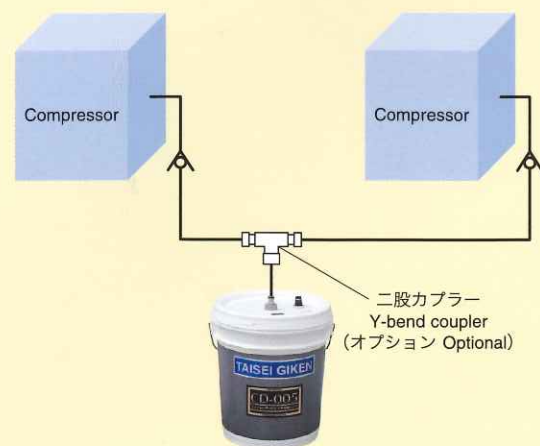 Compressor
Compressor
二股カプラー
Y-bend coupler
（オプション Optional）
TAISEI GIKEN
CD-005